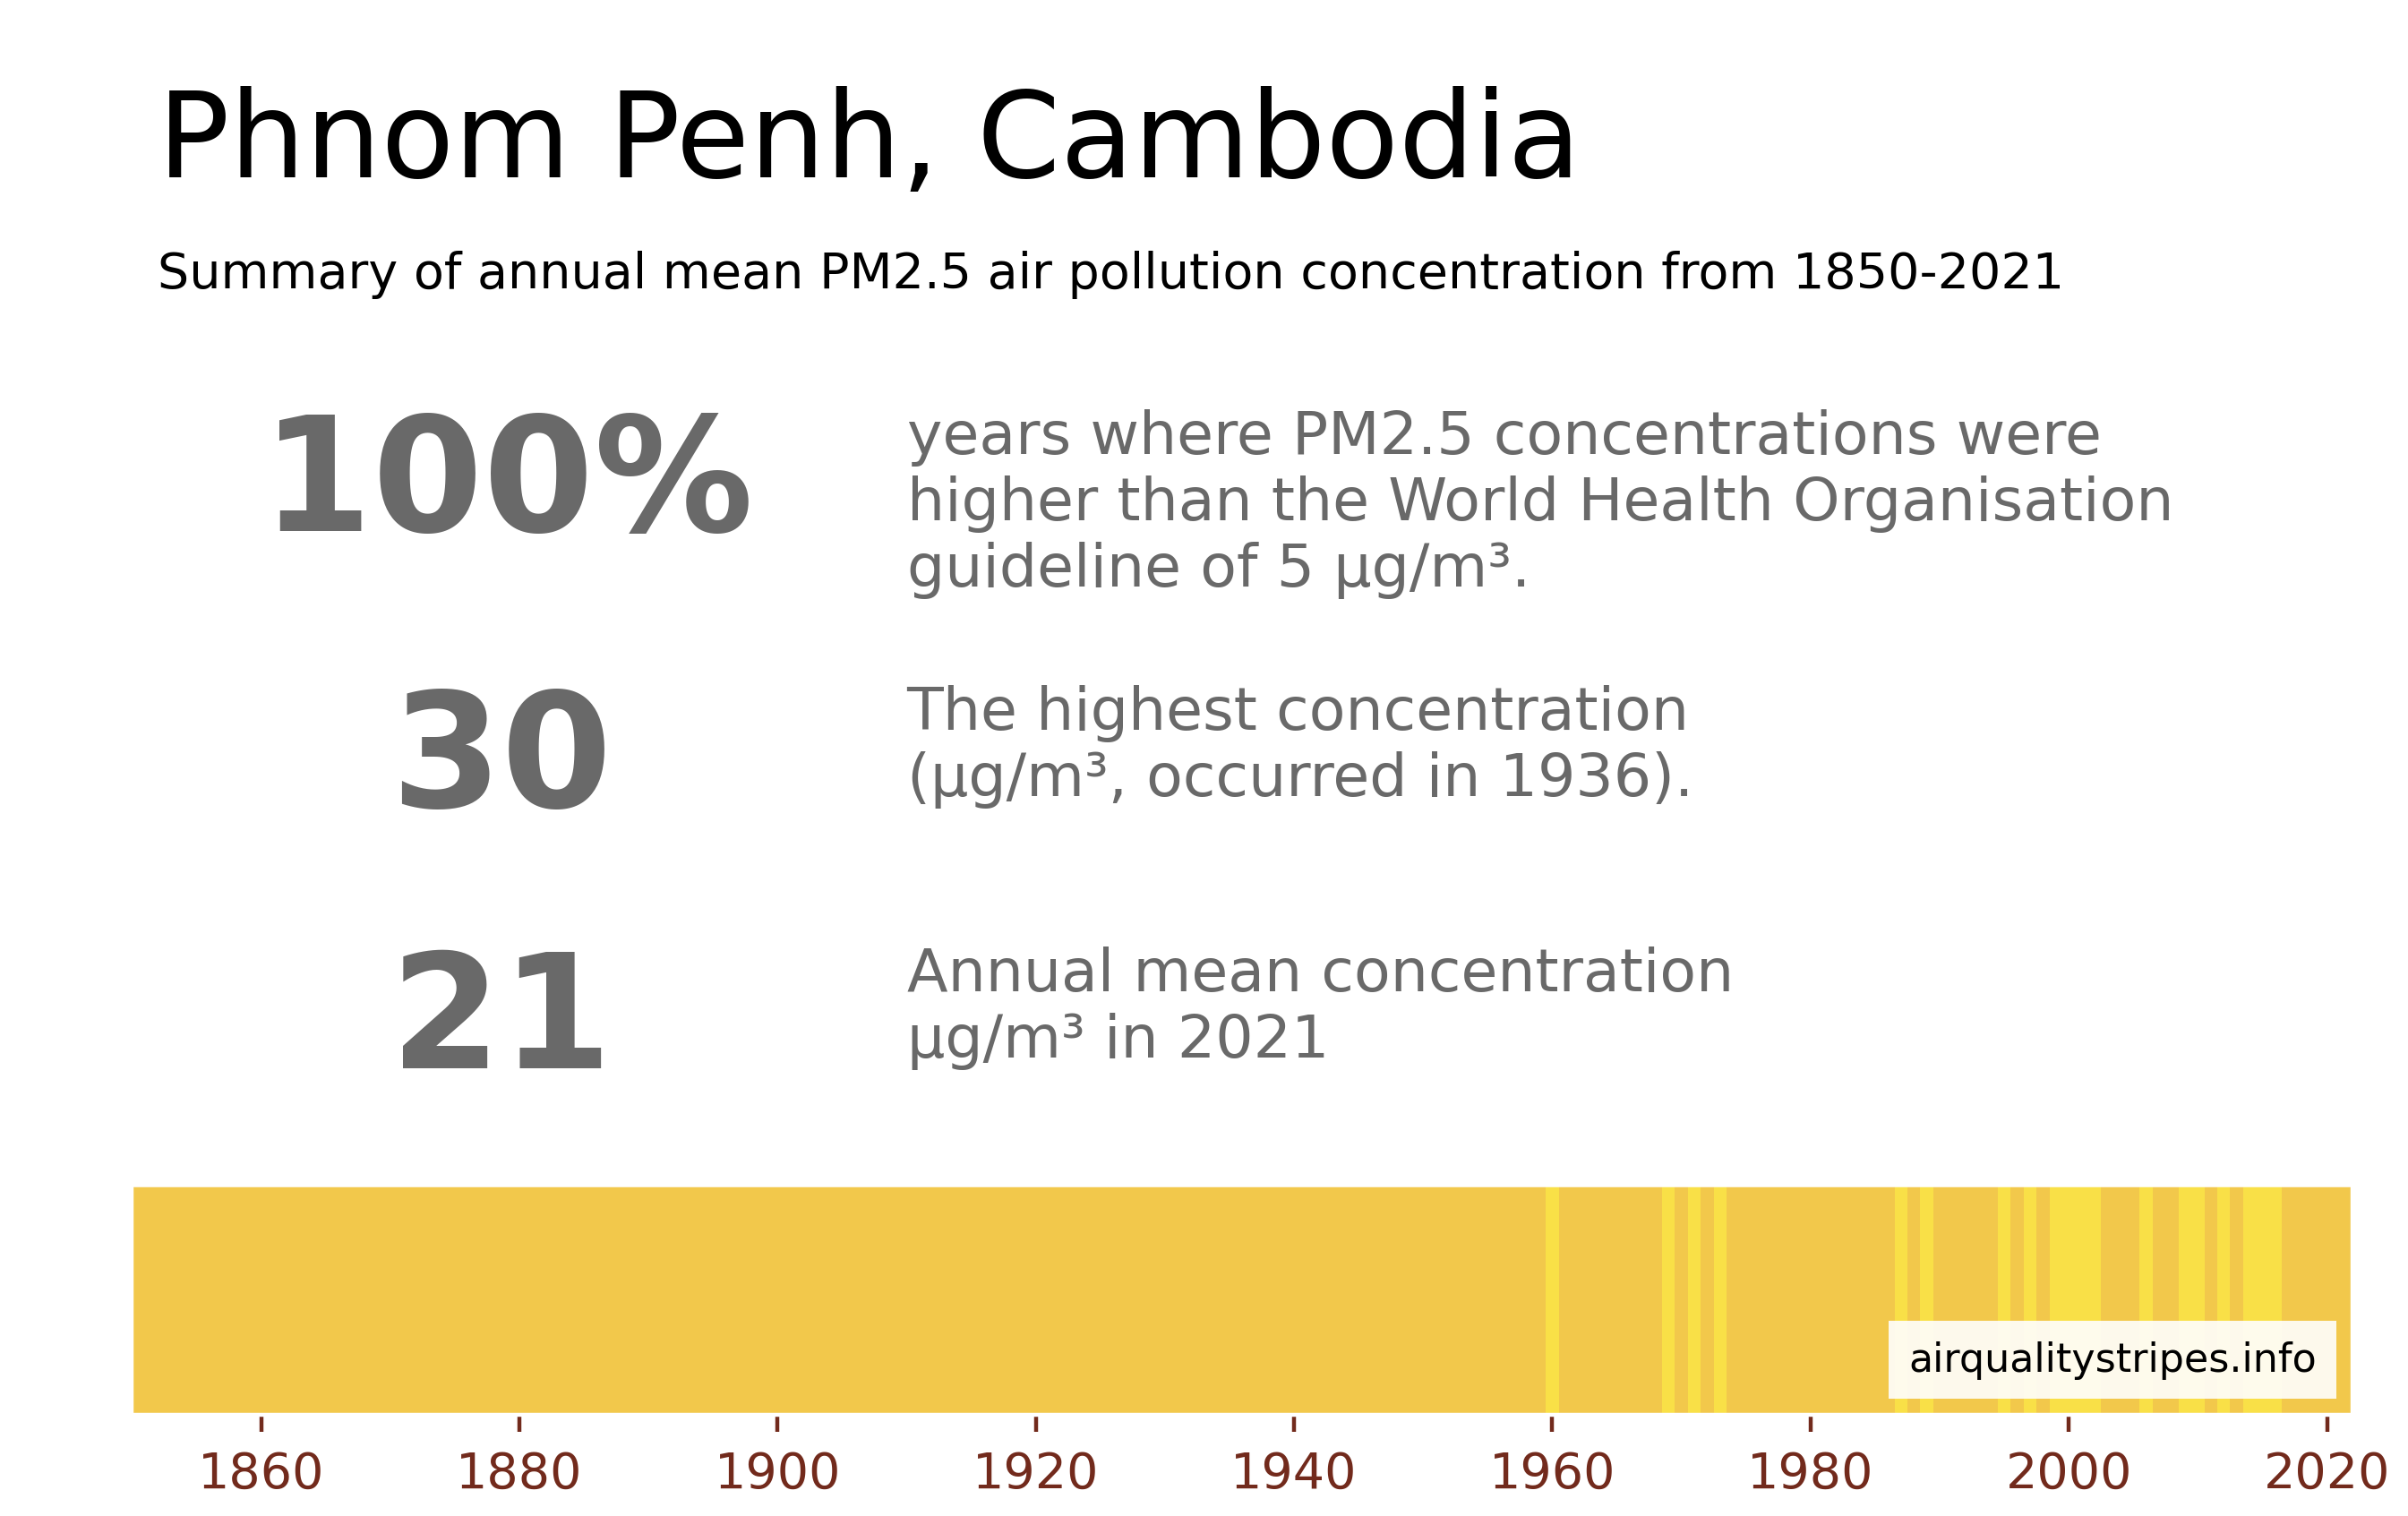 Phnom Penh, Cambodia
Summary of annual mean PM2.5 air pollution concentration from 1850-2021
100%
years where PM2.5 concentrations were
higher than the World Health Organisation
guideline of 5 µg/m³.
30
The highest concentration
(µg/m³, occurred in 1936).
21
Annual mean concentration
µg/m³ in 2021
airqualitystripes.info
1860 1880 1900 1920 1940 1960 1980 2000 2020